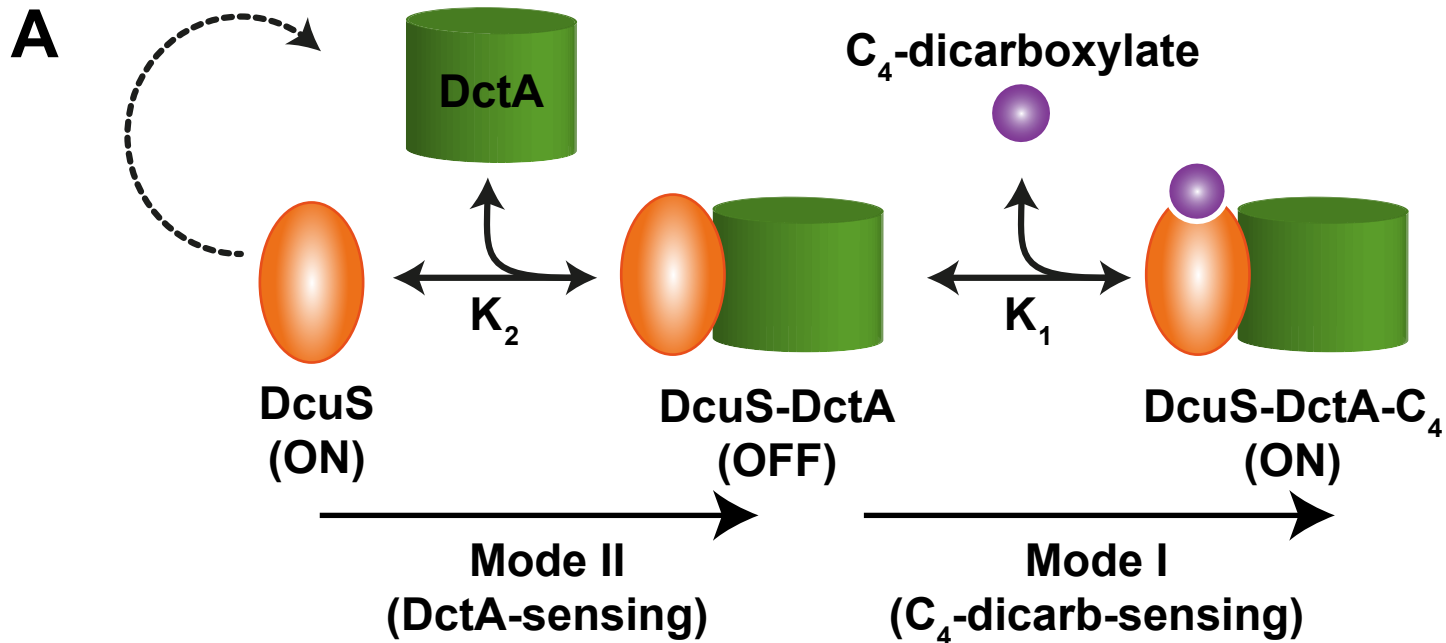 A
DctA
C₄-dicarboxylate
K₂
K₁
DcuS
(ON)
DcuS-DctA
(OFF)
DcuS-DctA-C₄
(ON)
Mode II
(DctA-sensing)
Mode I
(C₄-dicarb-sensing)